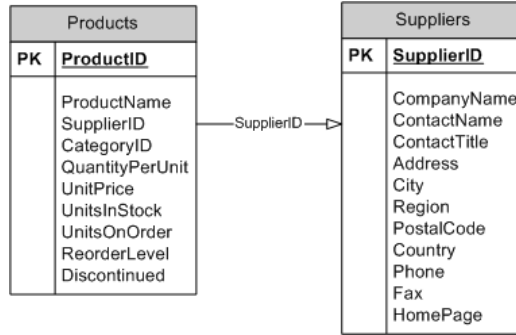 Products
PK ProductID
ProductName
SupplierID
CategoryID
QuantityPerUnit
UnitPrice
UnitsInStock
UnitsOnOrder
ReorderLevel
Discontinued
SupplierID
Suppliers
PK SupplierID
CompanyName
ContactName
ContactTitle
Address
City
Region
PostalCode
Country
Phone
Fax
HomePage